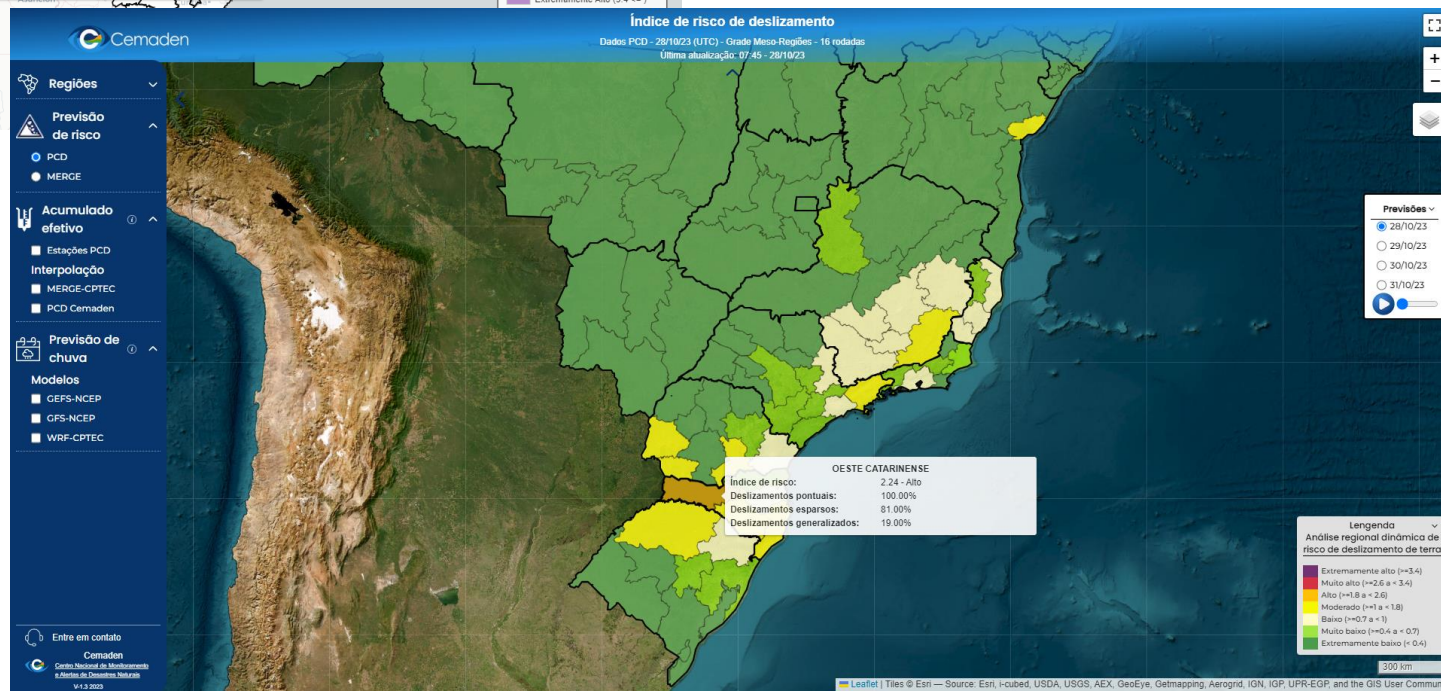 Extremamente Alto (3.4 <= )
Cemaden
Índice de risco de deslizamento
Dados PCD - 28/10/23 (UTC) - Grade Meso-Regiões - 16 rodadas
Última atualização: 07:45 - 28/10/23
+
−
Regiões
Previsão
de risco
PCD
MERGE
Acumulado
efetivo
Estações PCD
Interpolação
MERGE-CPTEC
PCD Cemaden
Previsão de
chuva
Modelos
GEFS-NCEP
GFS-NCEP
WRF-CPTEC
Previsões
28/10/23
29/10/23
30/10/23
31/10/23
OESTE CATARINENSE
Índice de risco: 2.24 - Alto
Deslizamentos pontuais: 100.00%
Deslizamentos esparsos: 81.00%
Deslizamentos generalizados: 19.00%
Lengenda
Análise regional dinâmica de
risco de deslizamento de terra
Extremamente alto (>=3.4)
Muito alto (>=2.6 a < 3.4)
Alto (>=1.8 a < 2.6)
Moderado (>=1 a < 1.8)
Baixo (>=0.7 a < 1)
Muito baixo (>=0.4 a < 0.7)
Extremamente baixo (< 0.4)
300 km
Entre em contato
Cemaden
Centro Nacional de Monitoramento
e Alertas de Desastres Naturais
V-1.3 2023
Leaflet | Tiles © Esri — Source: Esri, i-cubed, USDA, USGS, AEX, GeoEye, Getmapping, Aerogrid, IGN, IGP, UPR-EGP, and the GIS User Commun